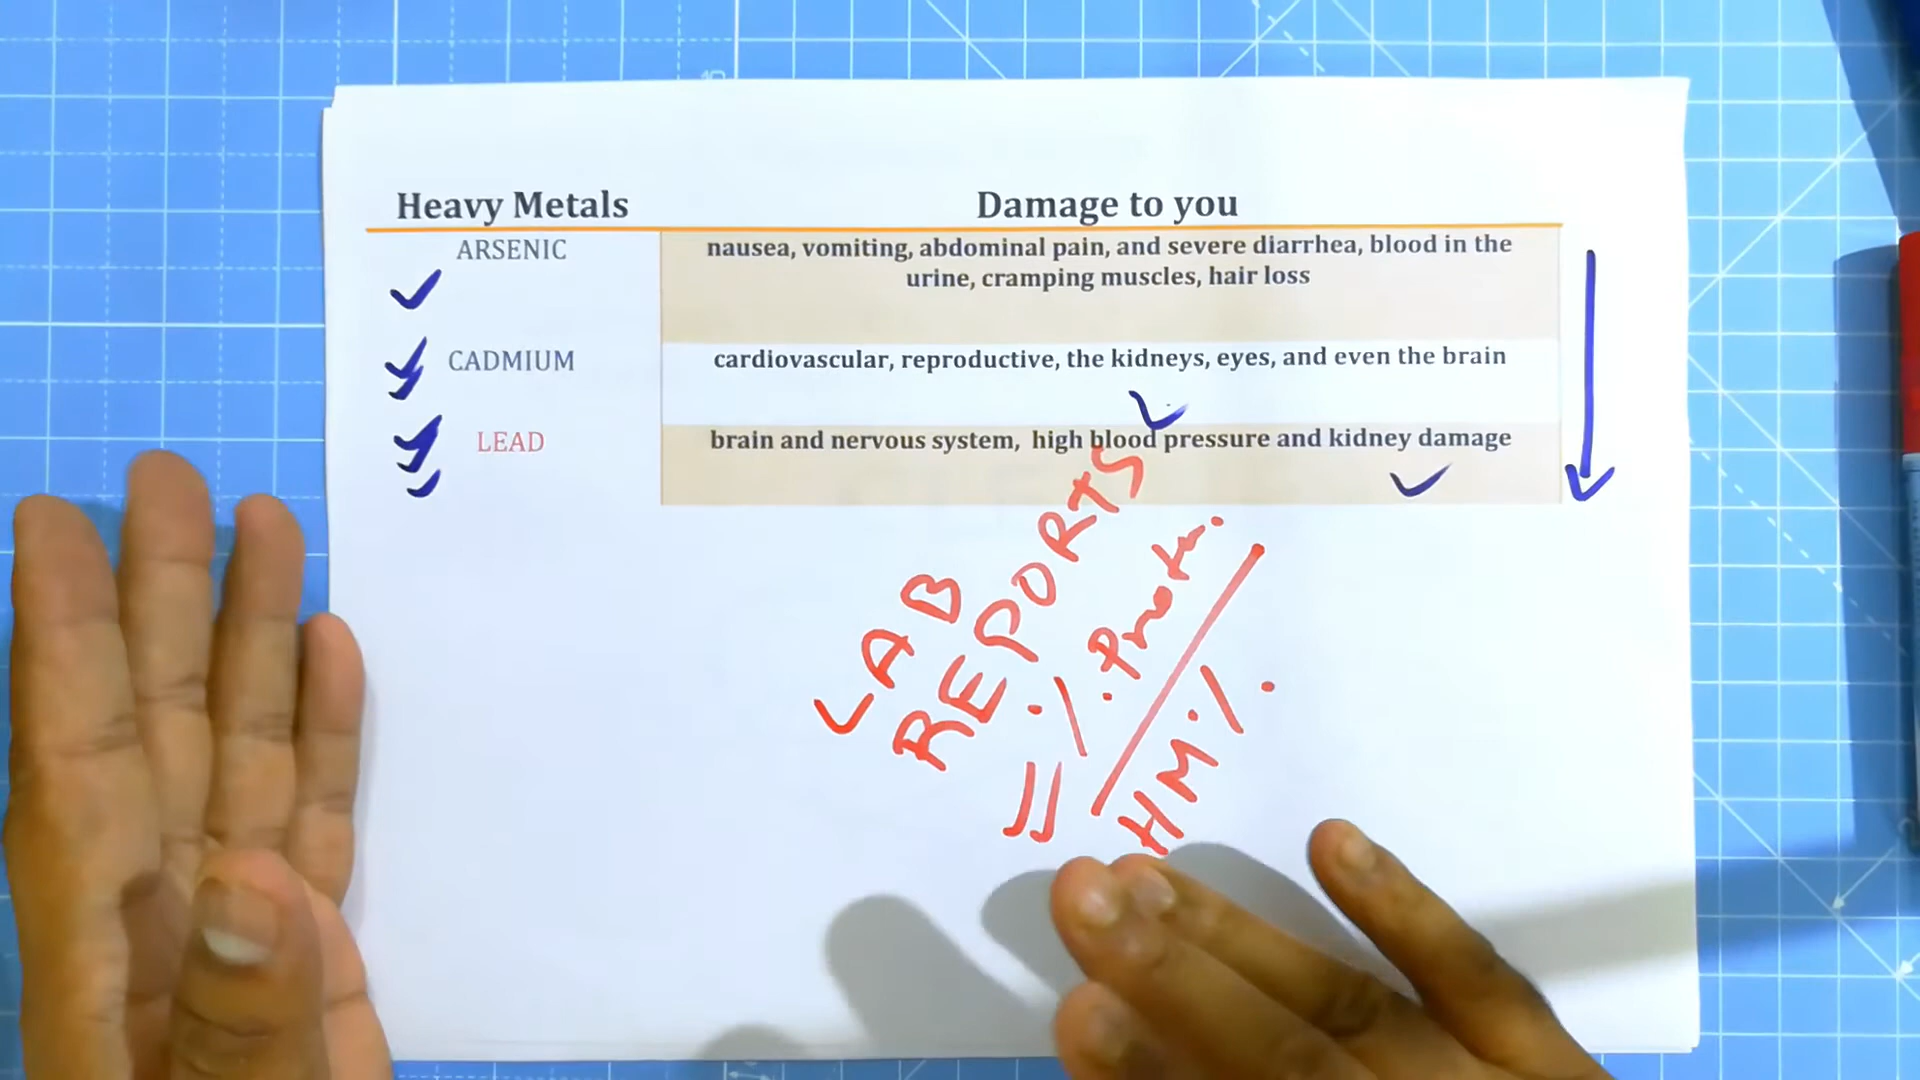 Heavy Metals
Damage to you
ARSENIC
nausea, vomiting, abdominal pain, and severe diarrhea, blood in the
urine, cramping muscles, hair loss
CADMIUM
cardiovascular, reproductive, the kidneys, eyes, and even the brain
LEAD
brain and nervous system, high blood pressure and kidney damage
LAB
REPORTS
HM %.